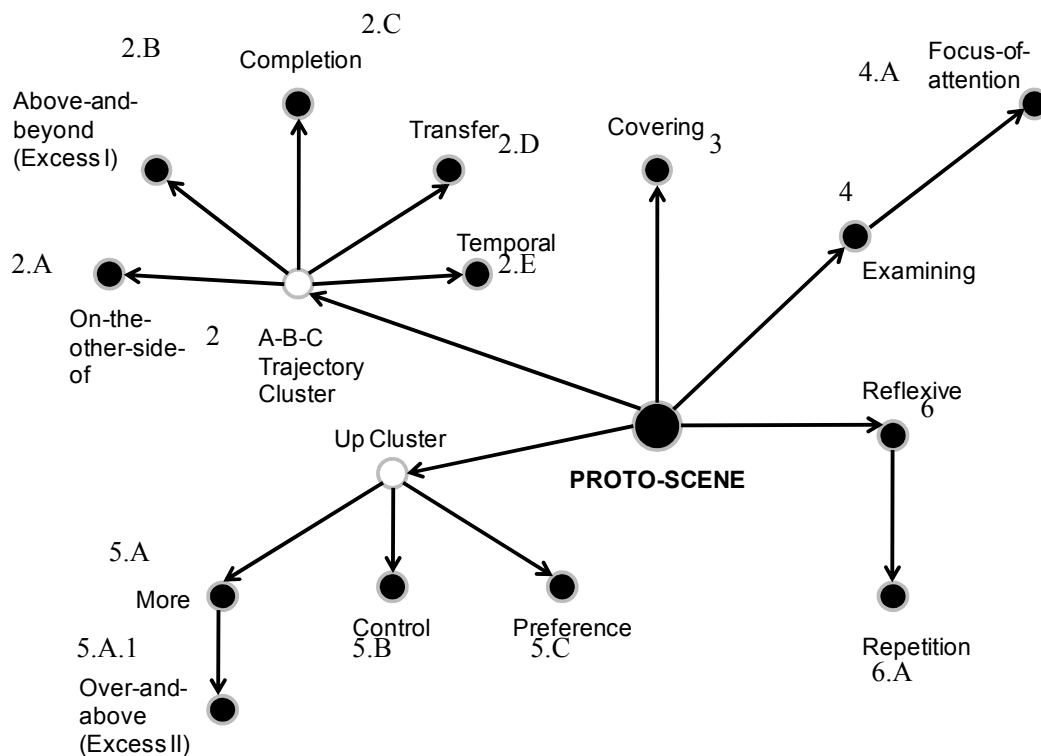 2.C
2.B
Completion
Focus-of-
attention
4.A
Above-and-
beyond
(Excess I)
Transfer
2.D
Covering
3
4
Temporal
2.E
2.A
Examining
On-the-
other-side-
of
2
A-B-C
Trajectory
Cluster
Reflexive
6
Up Cluster
PROTO-SCENE
5.A
More
Control
5.B
Preference
5.C
Repetition
6.A
5.A.1
Over-and-
above
(Excess II)